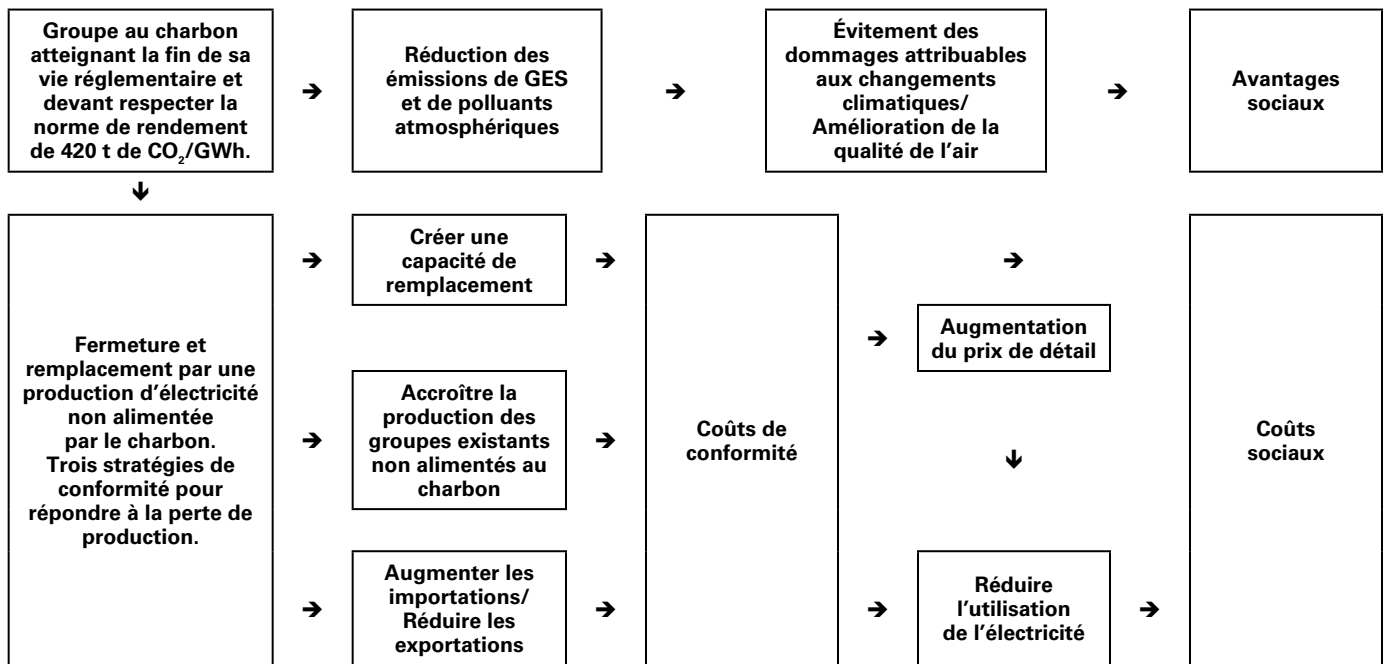 Groupe au charbon
atteignant la fin de sa
vie réglementaire et
devant respecter la
norme de rendement
de 420 t de CO₂/GWh.
➔
Réduction des
émissions de GES
et de polluants
atmosphériques
➔
Évitement des
dommages attribuables
aux changements
climatiques/
Amélioration de la
qualité de l’air
➔
Avantages
sociaux
Fermeture et
remplacement par une
production d’électricité
non alimentée
par le charbon.
Trois stratégies de
conformité pour
répondre à la perte de
production.
Créer une
capacité de
remplacement
Accroître la
production des
groupes existants
non alimentés au
charbon
Augmenter les
importations/
Réduire les
exportations
Coûts de
conformité
Augmentation
du prix de détail
Réduire
l’utilisation
de l’électricité
Coûts
sociaux